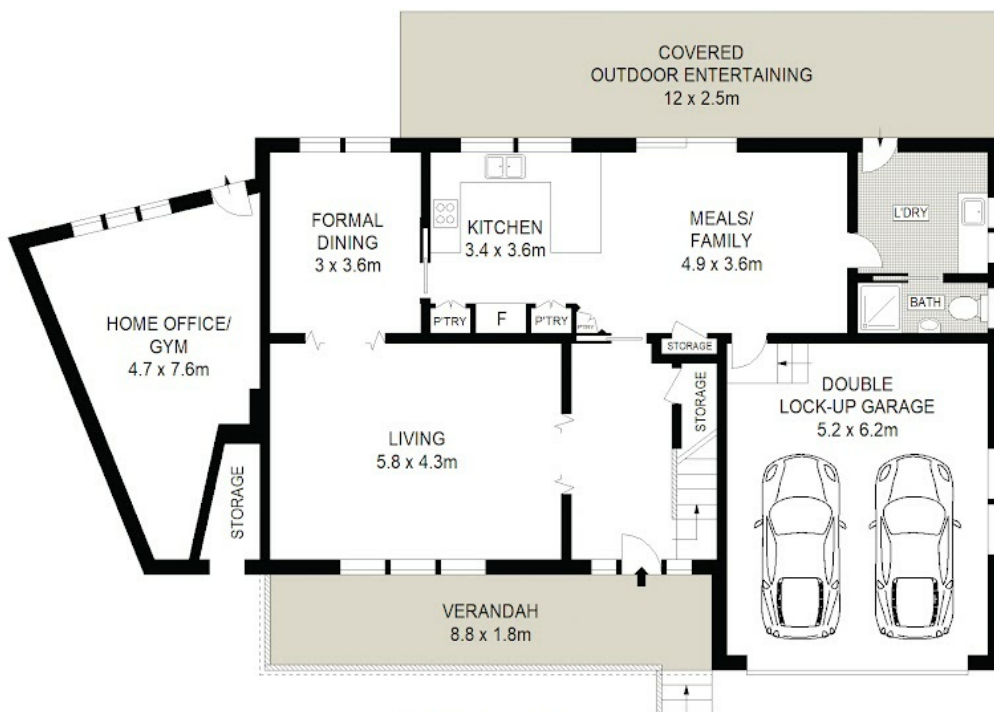 COVERED
OUTDOOR ENTERTAINING
12 x 2.5m
FORMAL
DINING
3 x 3.6m
KITCHEN
3.4 x 3.6m
MEALS/
FAMILY
4.9 x 3.6m
L'DRY
BATH
HOME OFFICE/
GYM
4.7 x 7.6m
P'TRY
F
P'TRY
P'TRY
STORAGE
STORAGE
DOUBLE
LOCK-UP GARAGE
5.2 x 6.2m
LIVING
5.8 x 4.3m
STORAGE
VERANDAH
8.8 x 1.8m